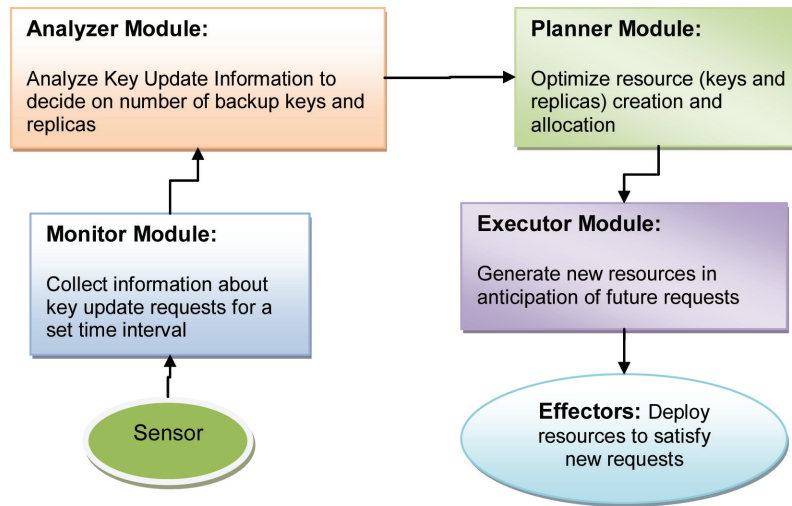 Analyzer Module:
Analyze Key Update Information to
decide on number of backup keys and
replicas
Planner Module:
Optimize resource (keys and
replicas) creation and
allocation
Monitor Module:
Collect information about
key update requests for a
set time interval
Executor Module:
Generate new resources in
anticipation of future requests
Sensor
Effectors: Deploy
resources to satisfy
new requests